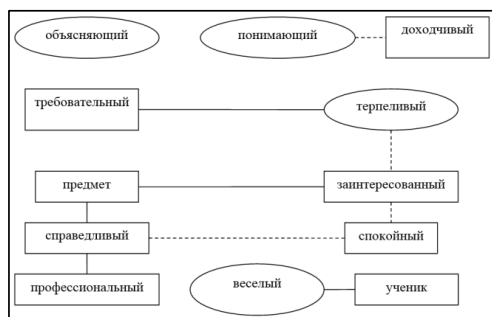 объясняющий
понимающий
доходчивый
требовательный
терпеливый
предмет
заинтересованный
справедливый
спокойный
профессиональный
веселый
ученик